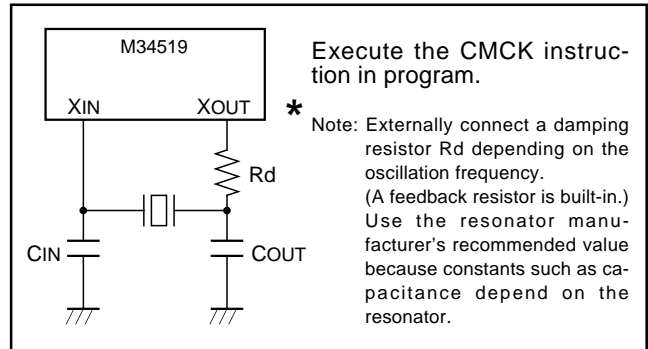 M34519
XIN
XOUT
Rd
CIN
COUT
Execute the CMCK instruc-
tion in program.
*
Note: Externally connect a damping
resistor Rd depending on the
oscillation frequency.
(A feedback resistor is built-in.)
Use the resonator manu-
facturer's recommended value
because constants such as ca-
pacitance depend on the
resonator.